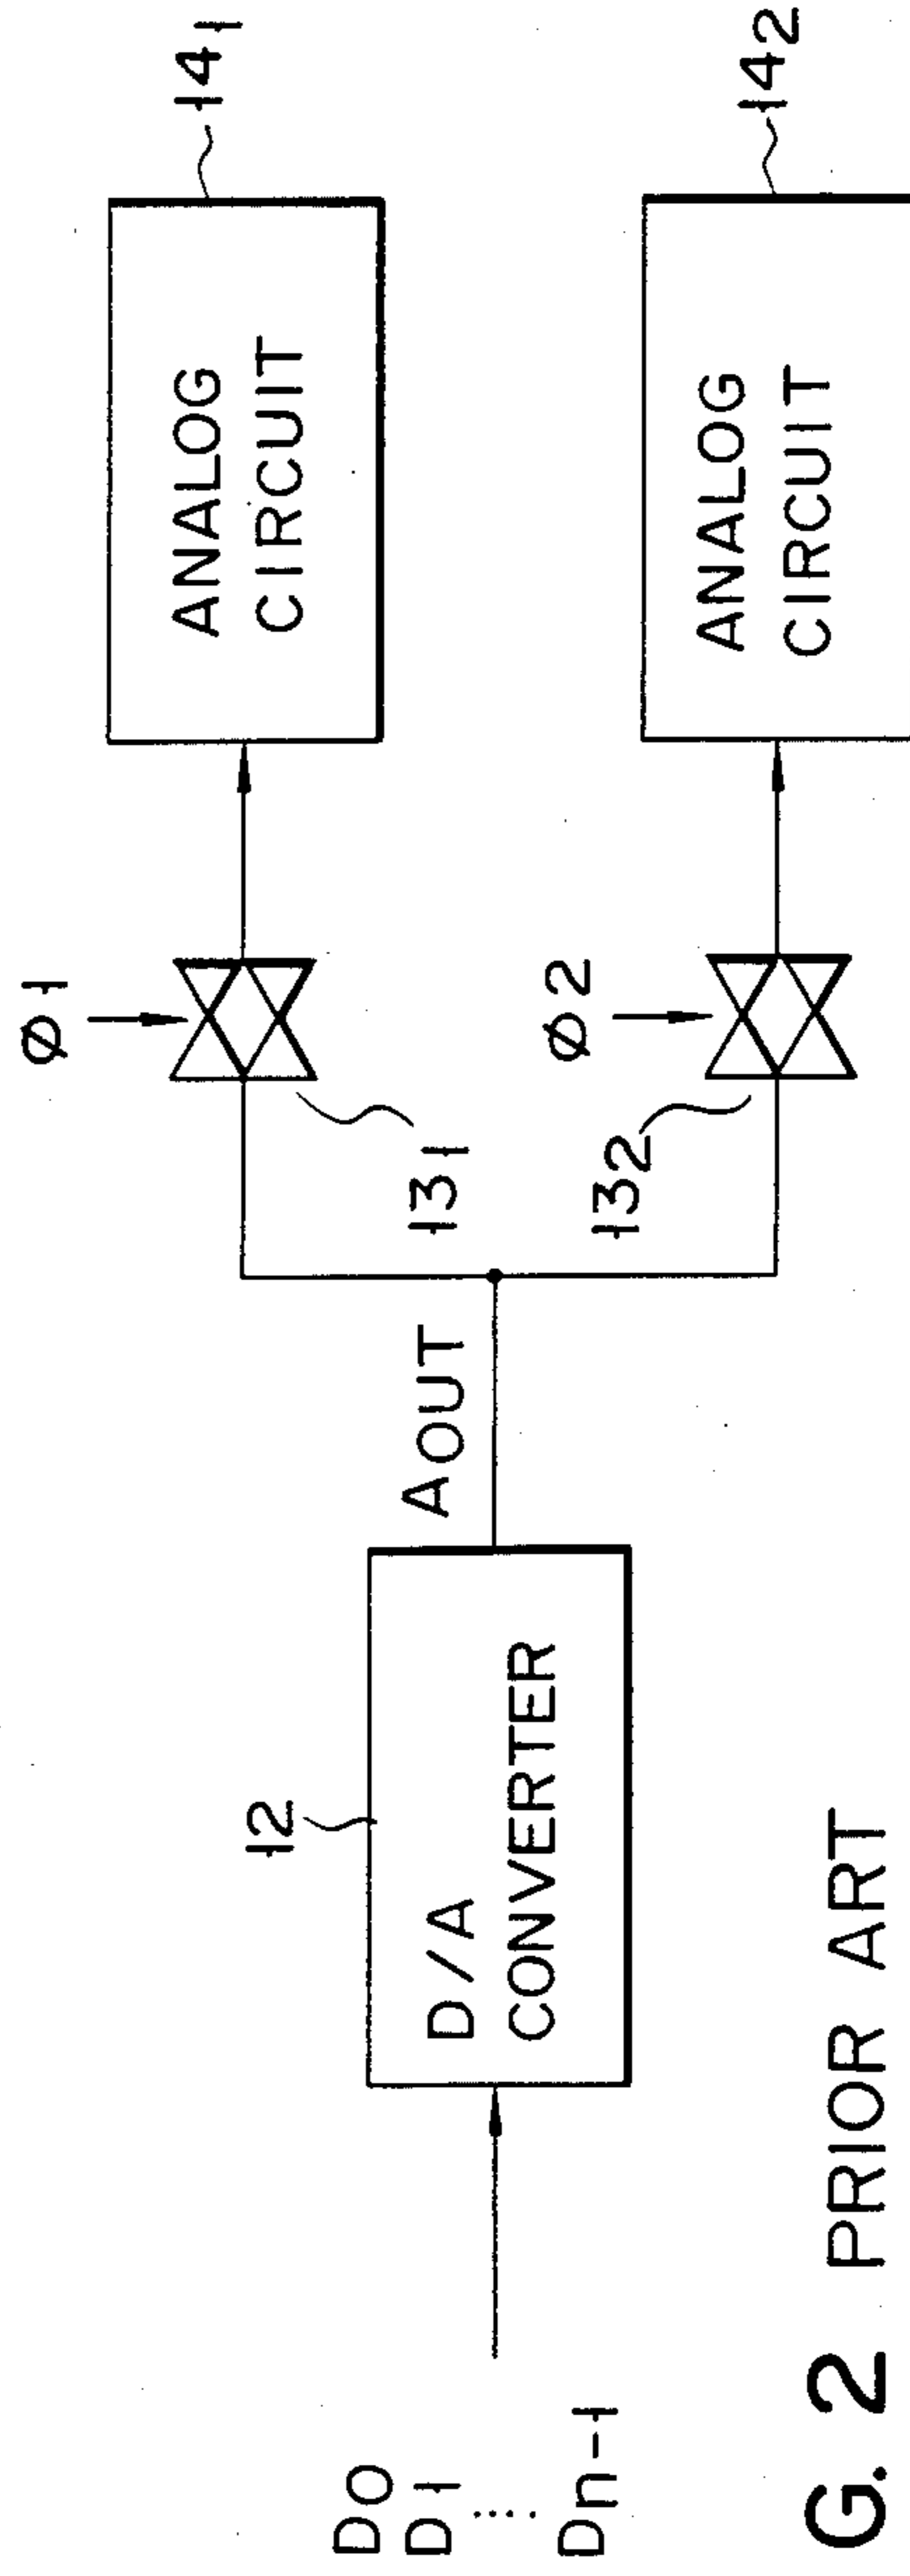 D0
D1
....
Dn-1
12
D/A
CONVERTER
AOUT
ø1
131
ANALOG
CIRCUIT
141
ø2
132
ANALOG
CIRCUIT
142
G. 2 PRIOR ART